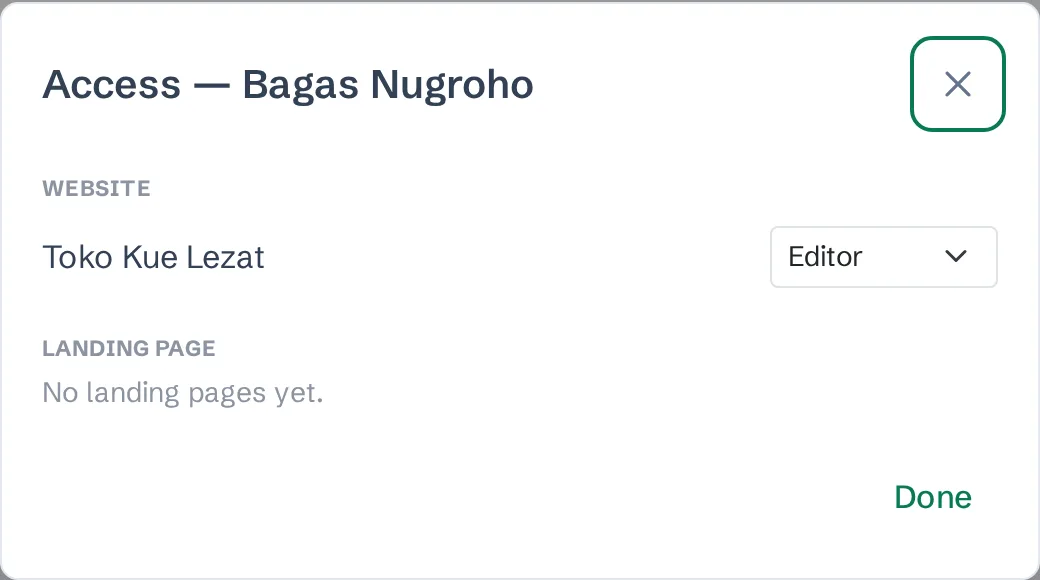 Access — Bagas Nugroho
WEBSITE
Toko Kue Lezat
Editor
LANDING PAGE
No landing pages yet.
Done